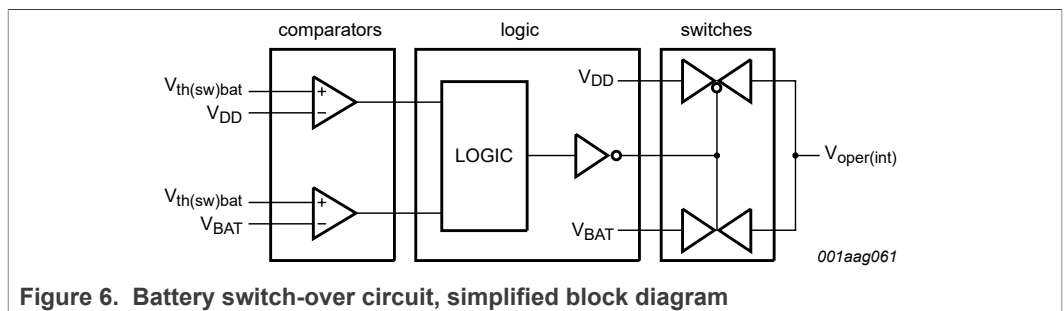 comparators
logic
switches
Vth(sw)bat
+
VDD
−
VDD
LOGIC
Voper(int)
Vth(sw)bat
+
VBAT
−
VBAT
001aag061
Figure 6. Battery switch-over circuit, simplified block diagram